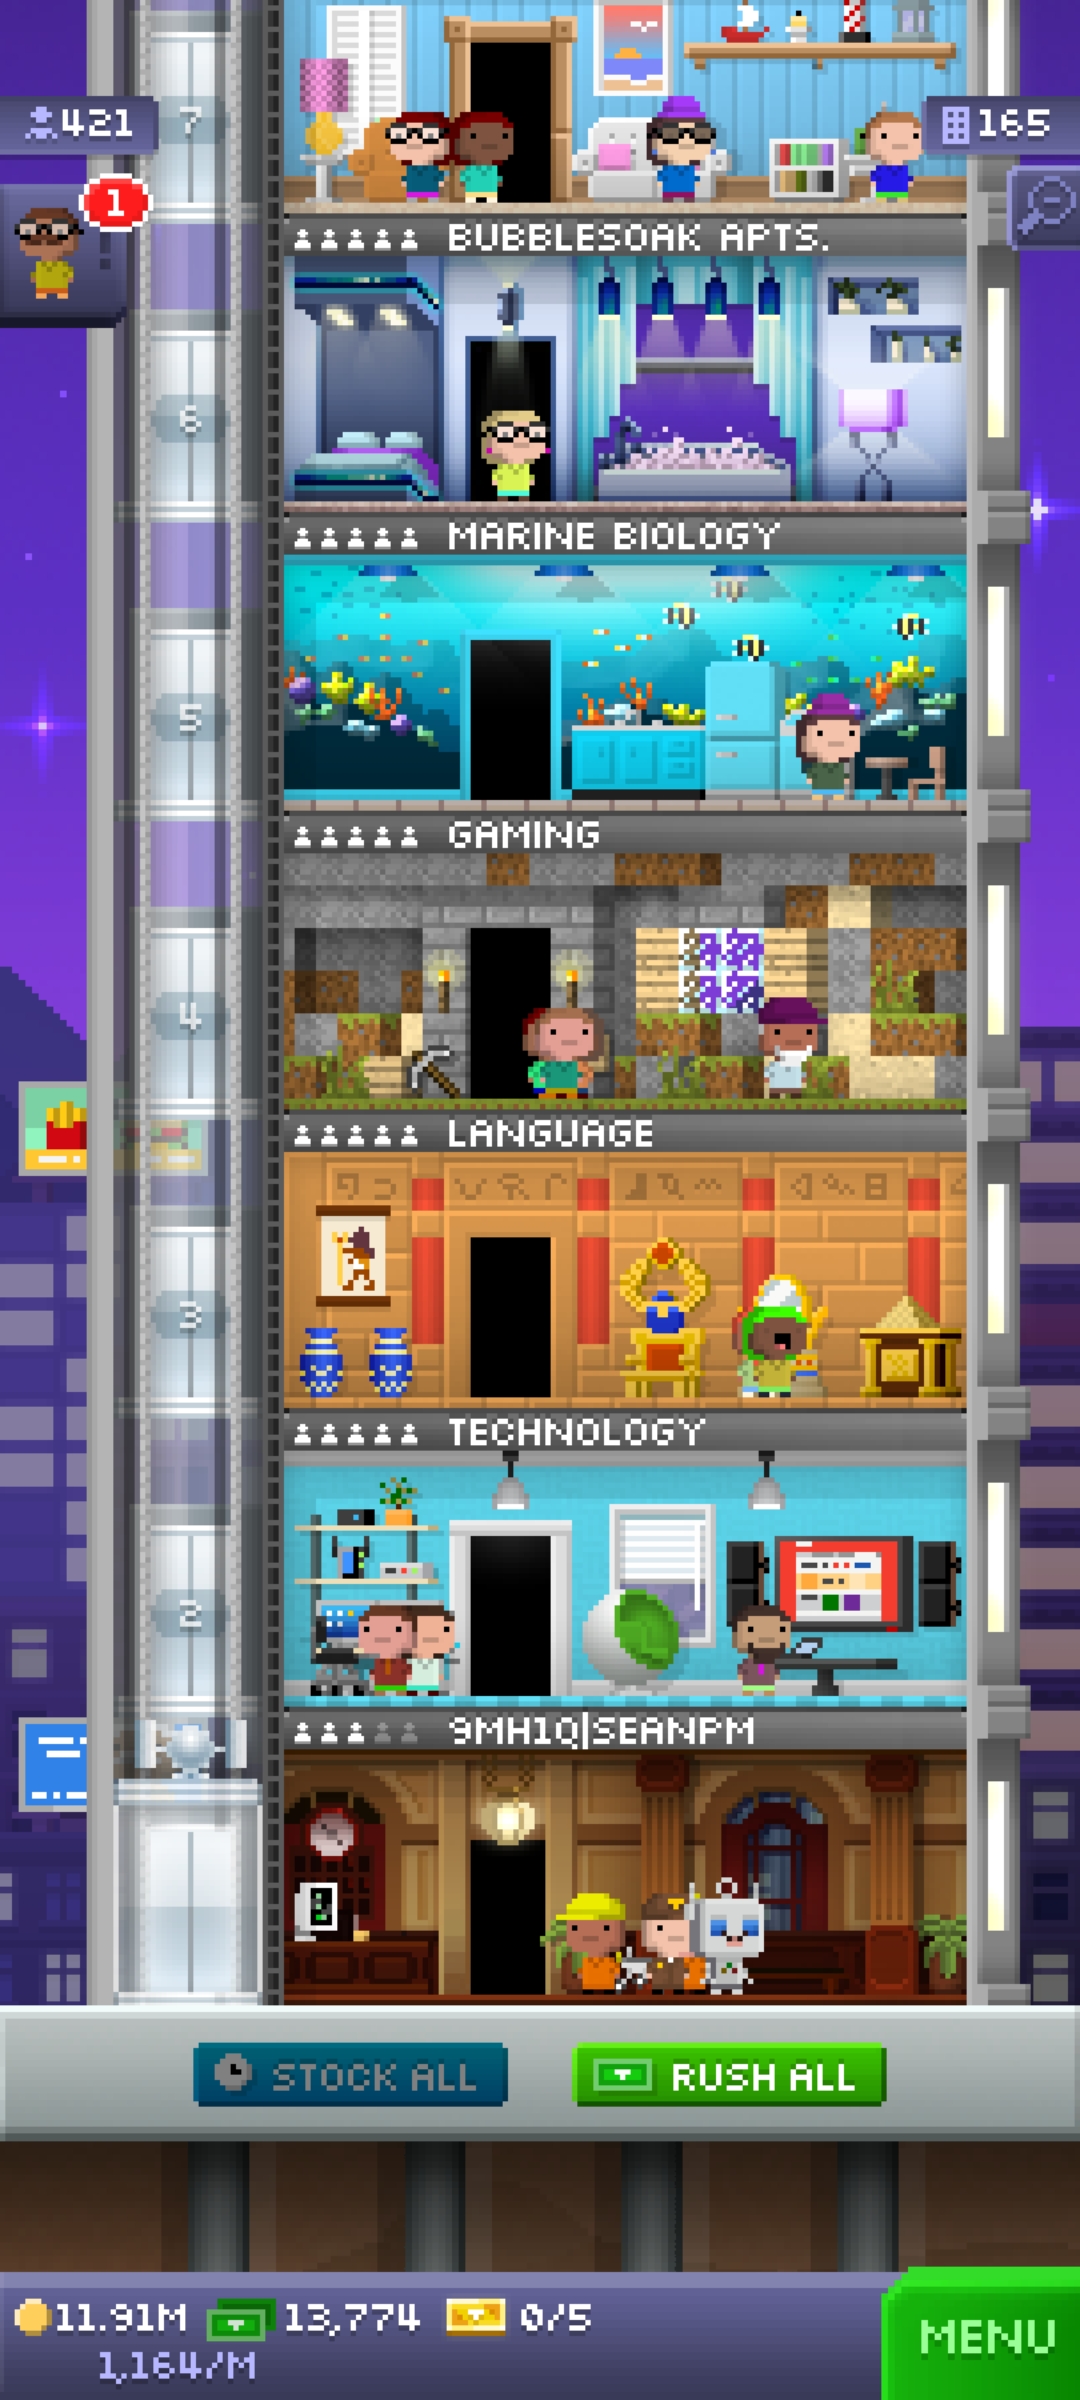 7
421
165
1
BUBBLESOAK APTS.
6
MARINE BIOLOGY
5
GAMING
4
LANGUAGE
3
TECHNOLOGY
2
9MH1Q|SEANPM
STOCK ALL
RUSH ALL
11.91M
13,774
0/5
MENU
1,164/M